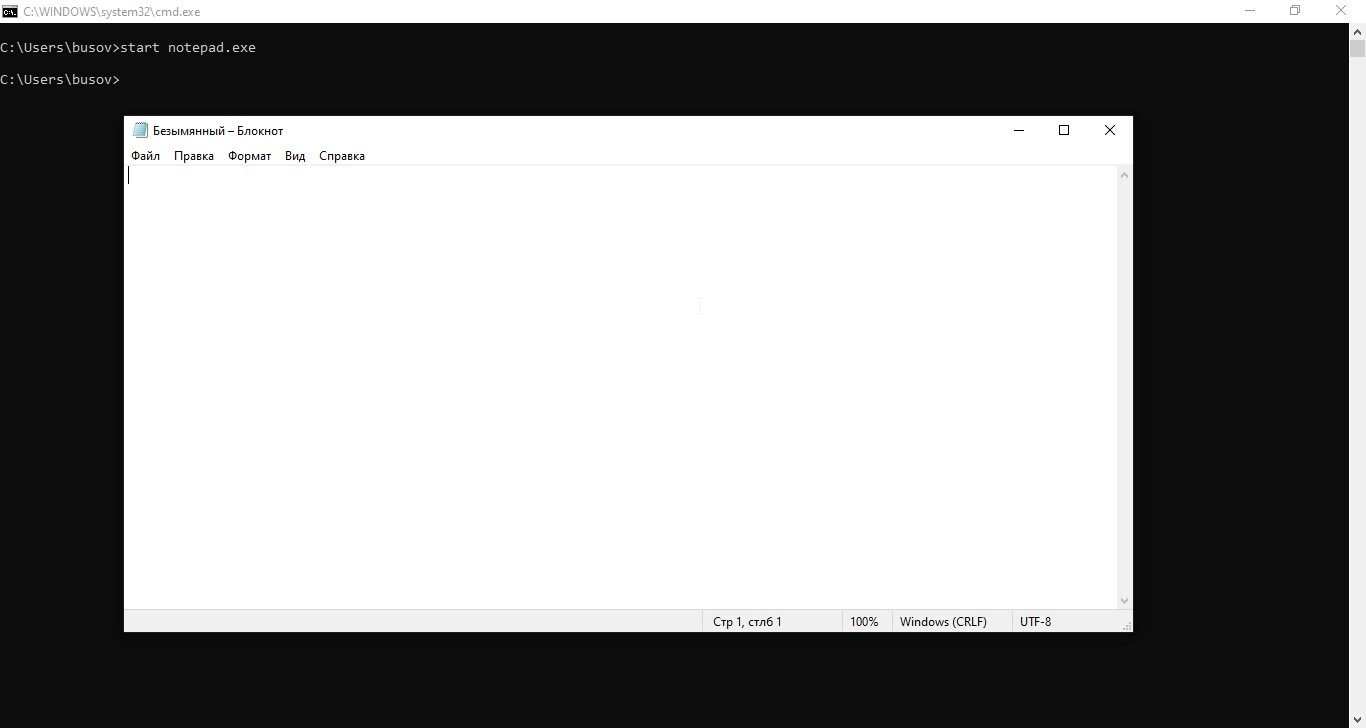 C:\WINDOWS\system32\cmd.exe
C:\Users\busov>start notepad.exe
C:\Users\busov>
Безымянный – Блокнот
Файл Правка Формат Вид Справка
Стр 1, стлб 1 100% Windows (CRLF) UTF-8